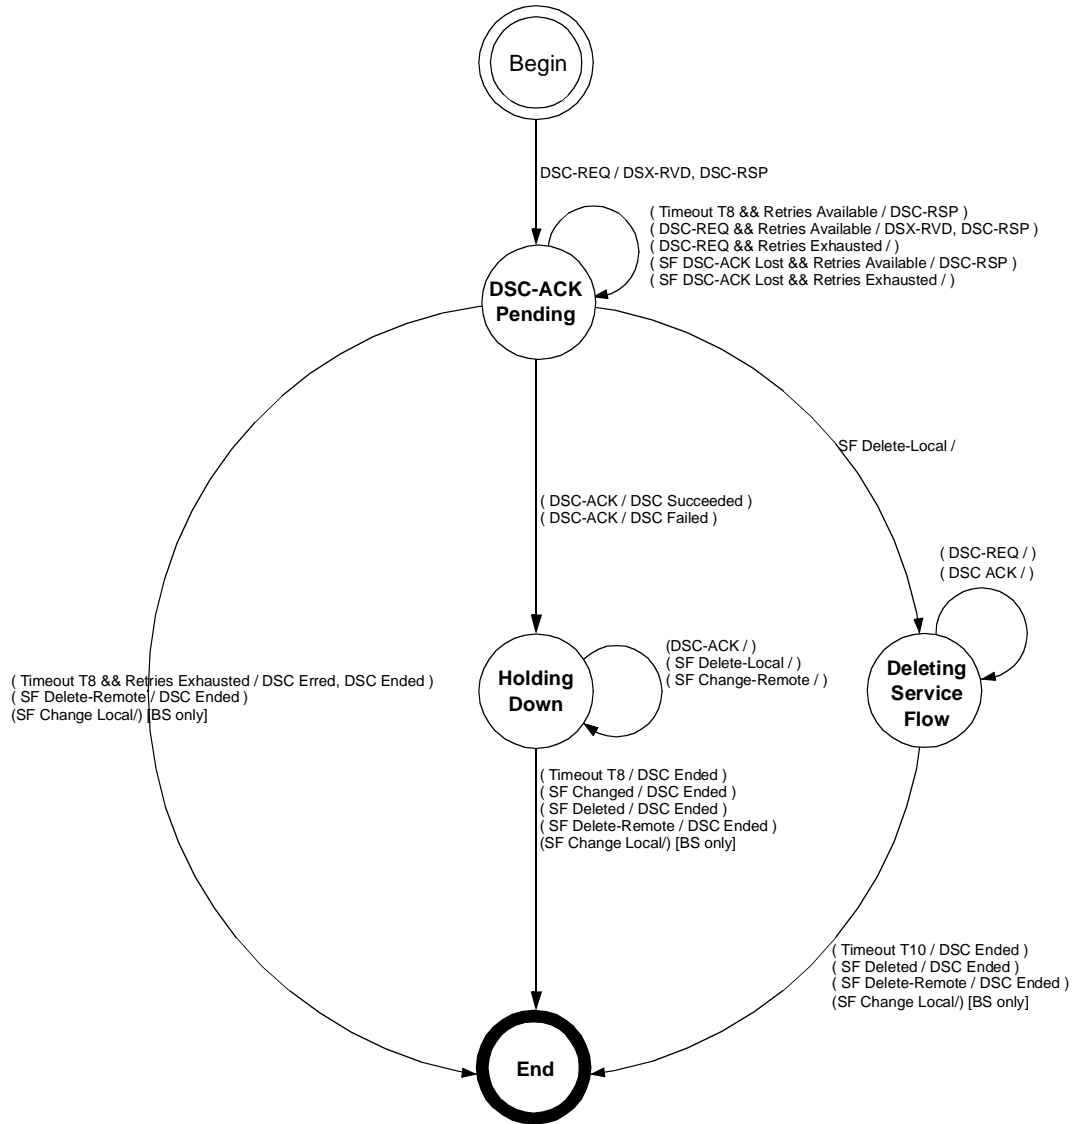 Begin
DSC-REQ / DSX-RVD, DSC-RSP
( Timeout T8 && Retries Available / DSC-RSP )
( DSC-REQ && Retries Available / DSX-RVD, DSC-RSP )
( DSC-REQ && Retries Exhausted / )
( SF DSC-ACK Lost && Retries Available / DSC-RSP )
( SF DSC-ACK Lost && Retries Exhausted / )
DSC-ACK
Pending
SF Delete-Local /
( DSC-ACK / DSC Succeeded )
( DSC-ACK / DSC Failed )
( DSC-REQ / )
( DSC ACK / )
(DSC-ACK / )
( SF Delete-Local / )
( SF Change-Remote / )
Holding
Down
Deleting
Service
Flow
( Timeout T8 && Retries Exhausted / DSC Erred, DSC Ended )
( SF Delete-Remote / DSC Ended )
(SF Change Local/) [BS only]
( Timeout T8 / DSC Ended )
( SF Changed / DSC Ended )
( SF Deleted / DSC Ended )
( SF Delete-Remote / DSC Ended )
(SF Change Local/) [BS only]
( Timeout T10 / DSC Ended )
( SF Deleted / DSC Ended )
( SF Delete-Remote / DSC Ended )
(SF Change Local/) [BS only]
End